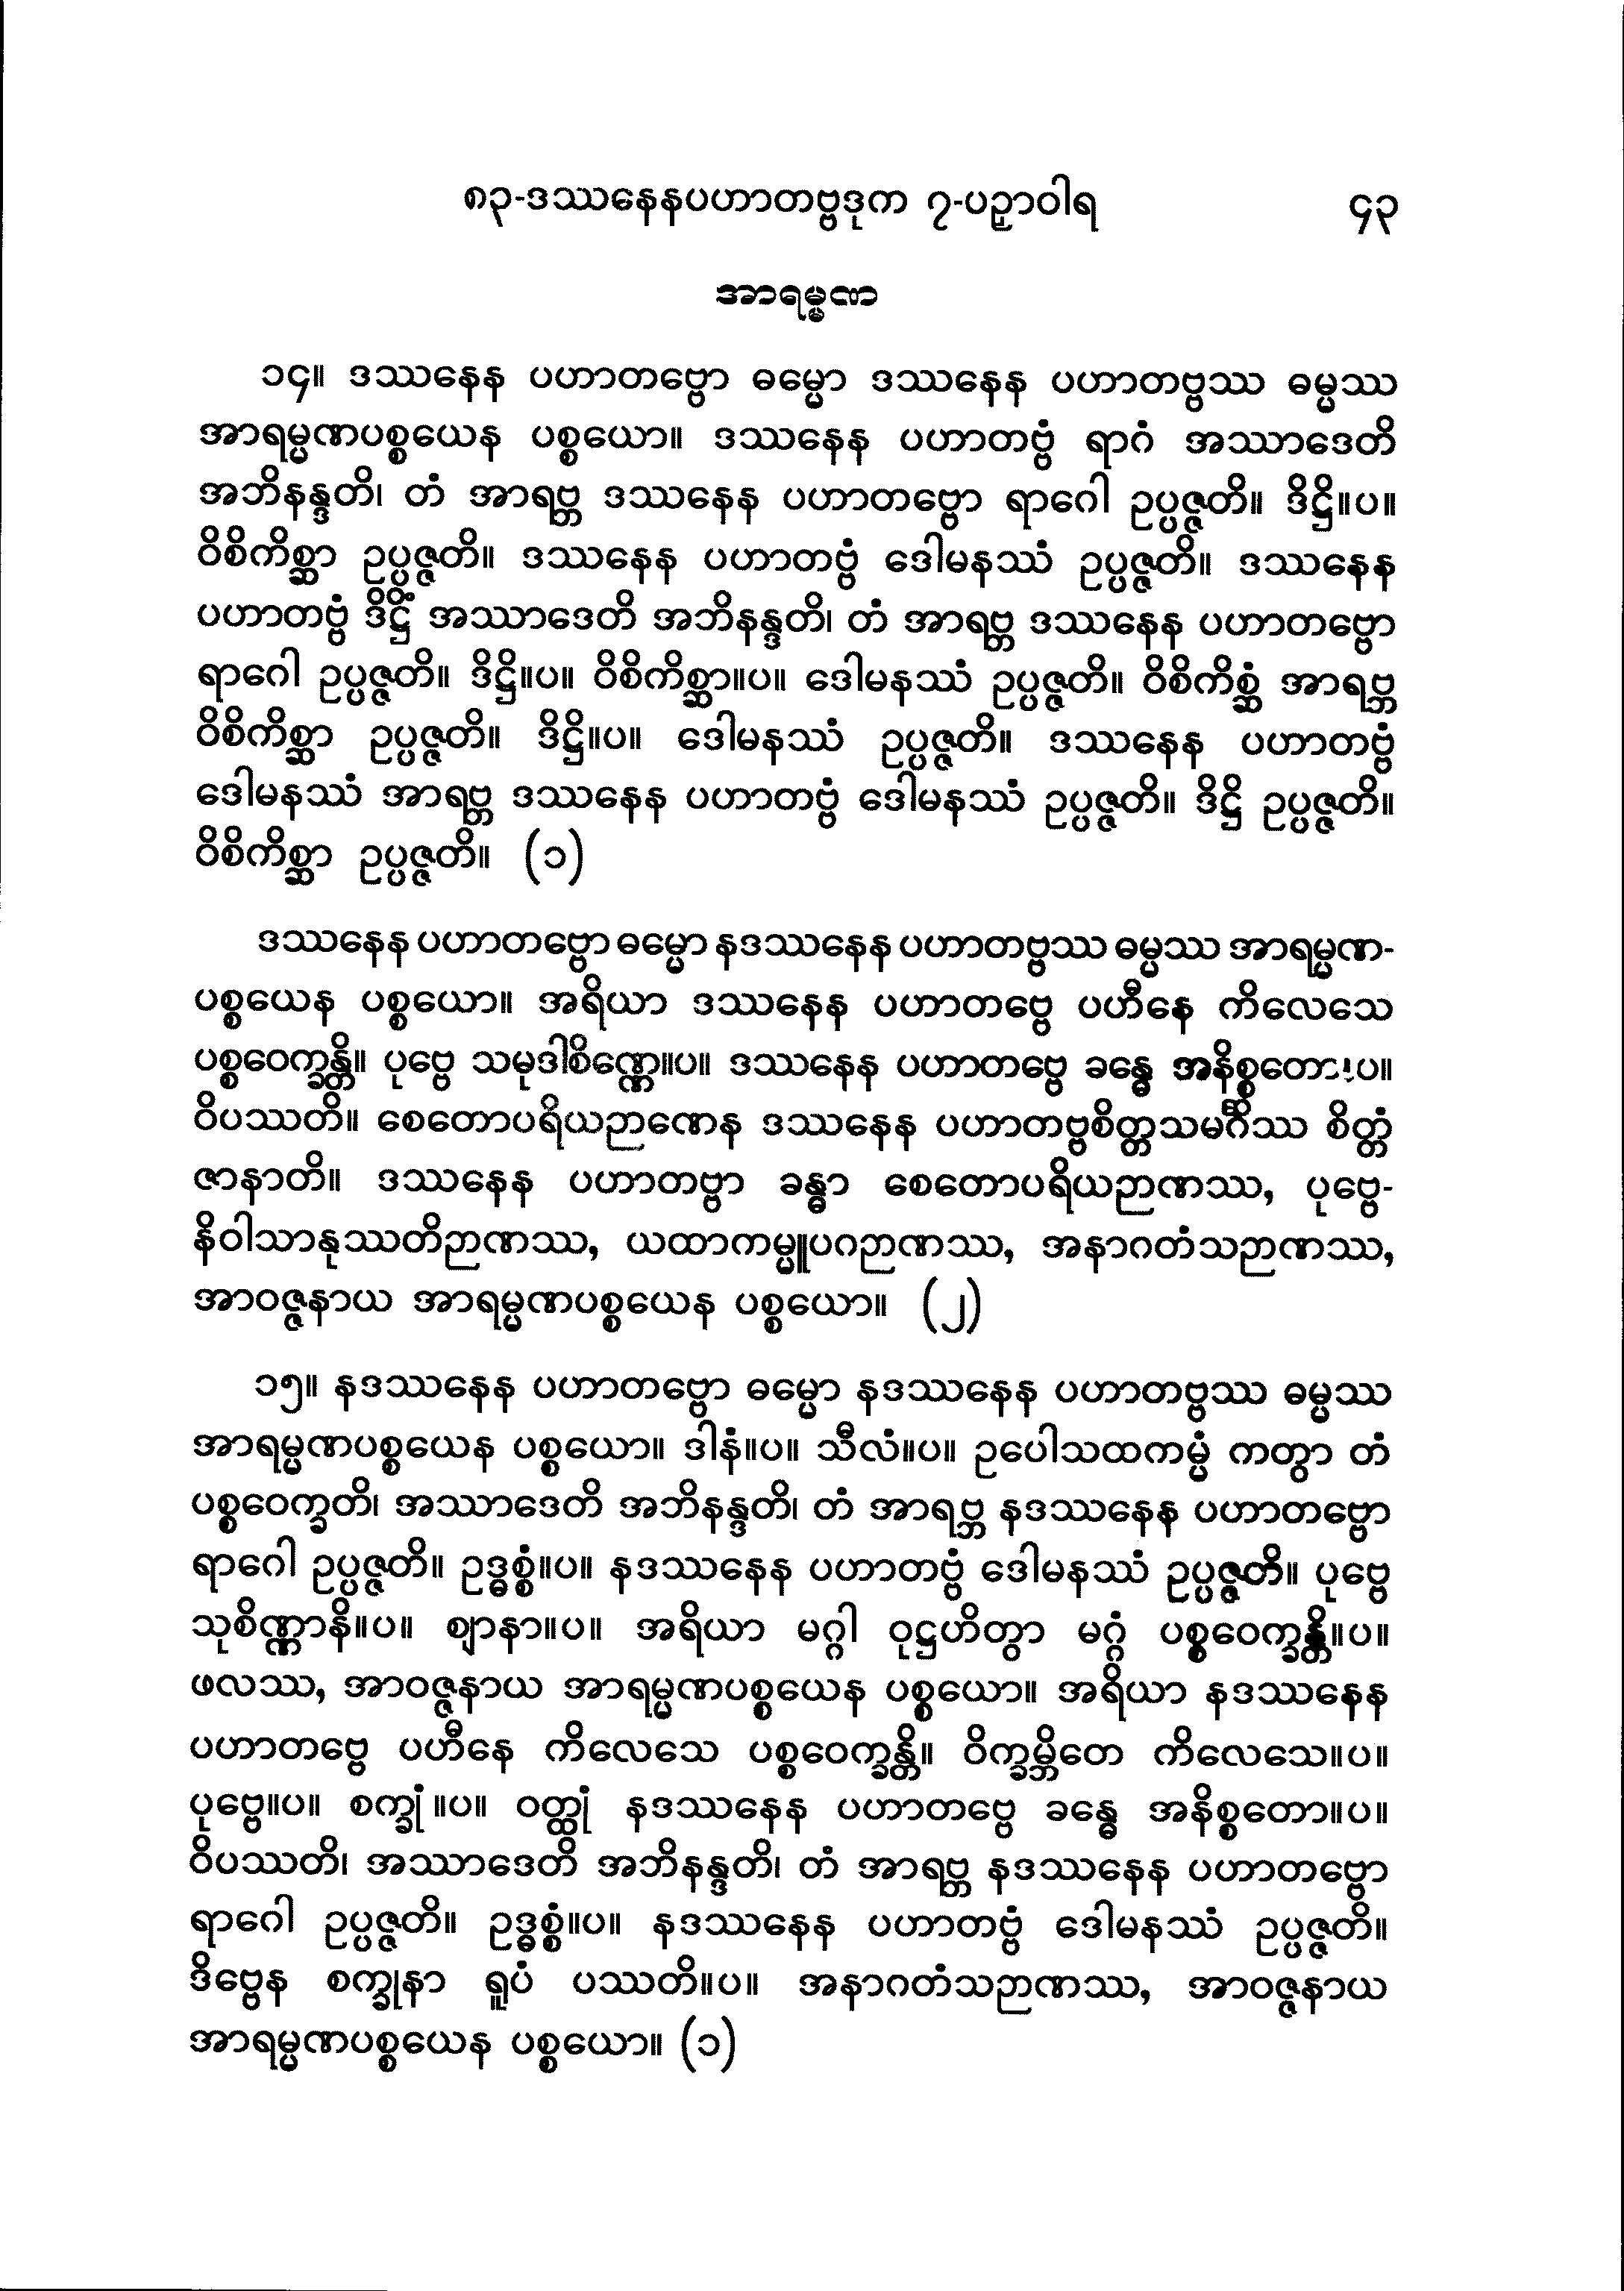 ၈၃-ဒဿနေနပဟာတဗ္ဗဒုက ၇-ပဉှာဝါရ ၄၃
အာရမ္မဏ
၁၄။ ဒဿနေန ပဟာတဗ္ဗော ဓမ္မော ဒဿနေန ပဟာတဗ္ဗဿ ဓမ္မဿ
အာရမ္မဏပစ္စယေန ပစ္စယော။ ဒဿနေန ပဟာတဗ္ဗံ ရာဂံ အဿာဒေတိ
အဘိနန္ဒတိ၊ တံ အာရဗ္ဘ ဒဿနေန ပဟာတဗ္ဗော ရာဂေါ ဥပ္ပဇ္ဇတိ။ ဒိဋ္ဌိ။ပ။
ဝိစိကိစ္ဆာ ဥပ္ပဇ္ဇတိ။ ဒဿနေန ပဟာတဗ္ဗံ ဒေါမနဿံ ဥပ္ပဇ္ဇတိ။ ဒဿနေန
ပဟာတဗ္ဗံ ဒိဋ္ဌိံ အဿာဒေတိ အဘိနန္ဒတိ၊ တံ အာရဗ္ဘ ဒဿနေန ပဟာတဗ္ဗော
ရာဂေါ ဥပ္ပဇ္ဇတိ။ ဒိဋ္ဌိ။ပ။ ဝိစိကိစ္ဆာ။ပ။ ဒေါမနဿံ ဥပ္ပဇ္ဇတိ။ ဝိစိကိစ္ဆံ အာရဗ္ဘ
ဝိစိကိစ္ဆာ ဥပ္ပဇ္ဇတိ။ ဒိဋ္ဌိ။ပ။ ဒေါမနဿံ ဥပ္ပဇ္ဇတိ။ ဒဿနေန ပဟာတဗ္ဗံ
ဒေါမနဿံ အာရဗ္ဘ ဒဿနေန ပဟာတဗ္ဗံ ဒေါမနဿံ ဥပ္ပဇ္ဇတိ။ ဒိဋ္ဌိ ဥပ္ပဇ္ဇတိ။
ဝိစိကိစ္ဆာ ဥပ္ပဇ္ဇတိ။ (၁)
ဒဿနေန ပဟာတဗ္ဗော ဓမ္မော နဒဿနေန ပဟာတဗ္ဗဿ ဓမ္မဿ အာရမ္မဏ-
ပစ္စယေန ပစ္စယော။ အရိယာ ဒဿနေန ပဟာတဗ္ဗေ ပဟီနေ ကိလေသေ
ပစ္စဝေက္ခန္တိ။ ပုဗ္ဗေ သမုဒါစိဏ္ဏေ။ပ။ ဒဿနေန ပဟာတဗ္ဗေ ခန္ဓေ အနိစ္စတော။ပ။
ဝိပဿတိ။ စေတောပရိယဉာဏေန ဒဿနေန ပဟာတဗ္ဗစိတ္တသမင်္ဂိဿ စိတ္တံ
ဇာနာတိ။ ဒဿနေန ပဟာတဗ္ဗာ ခန္ဓာ စေတောပရိယဉာဏဿ, ပုဗ္ဗေ-
နိဝါသာနုဿတိဉာဏဿ, ယထာကမ္မူပဂဉာဏဿ, အနာဂတံသဉာဏဿ,
အာဝဇ္ဇနာယ အာရမ္မဏပစ္စယေန ပစ္စယော။ (၂)
၁၅။ နဒဿနေန ပဟာတဗ္ဗော ဓမ္မော နဒဿနေန ပဟာတဗ္ဗဿ ဓမ္မဿ
အာရမ္မဏပစ္စယေန ပစ္စယော။ ဒါနံ။ပ။ သီလံ။ပ။ ဥပေါသထကမ္မံ ကတွာ တံ
ပစ္စဝေက္ခတိ၊ အဿာဒေတိ အဘိနန္ဒတိ၊ တံ အာရဗ္ဘ နဒဿနေန ပဟာတဗ္ဗော
ရာဂေါ ဥပ္ပဇ္ဇတိ။ ဥဒ္ဓစ္စံ။ပ။ နဒဿနေန ပဟာတဗ္ဗံ ဒေါမနဿံ ဥပ္ပဇ္ဇတိ။ ပုဗ္ဗေ
သုစိဏ္ဏာနိ။ပ။ ဈာနာ။ပ။ အရိယာ မဂ္ဂါ ဝုဋ္ဌဟိတွာ မဂ္ဂံ ပစ္စဝေက္ခန္တိ။ပ။
ဖလဿ, အာဝဇ္ဇနာယ အာရမ္မဏပစ္စယေန ပစ္စယော။ အရိယာ နဒဿနေန
ပဟာတဗ္ဗေ ပဟီနေ ကိလေသေ ပစ္စဝေက္ခန္တိ။ ဝိက္ခမ္ဘိတေ ကိလေသေ။ပ။
ပုဗ္ဗေ။ပ။ စက္ခုံ။ပ။ ဝတ္ထုံ နဒဿနေန ပဟာတဗ္ဗေ ခန္ဓေ အနိစ္စတော။ပ။
ဝိပဿတိ၊ အဿာဒေတိ အဘိနန္ဒတိ၊ တံ အာရဗ္ဘ နဒဿနေန ပဟာတဗ္ဗော
ရာဂေါ ဥပ္ပဇ္ဇတိ။ ဥဒ္ဓစ္စံ။ပ။ နဒဿနေန ပဟာတဗ္ဗံ ဒေါမနဿံ ဥပ္ပဇ္ဇတိ။
ဒိဗ္ဗေန စက္ခုနာ ရူပံ ပဿတိ။ပ။ အနာဂတံသဉာဏဿ, အာဝဇ္ဇနာယ
အာရမ္မဏပစ္စယေန ပစ္စယော။ (၁)